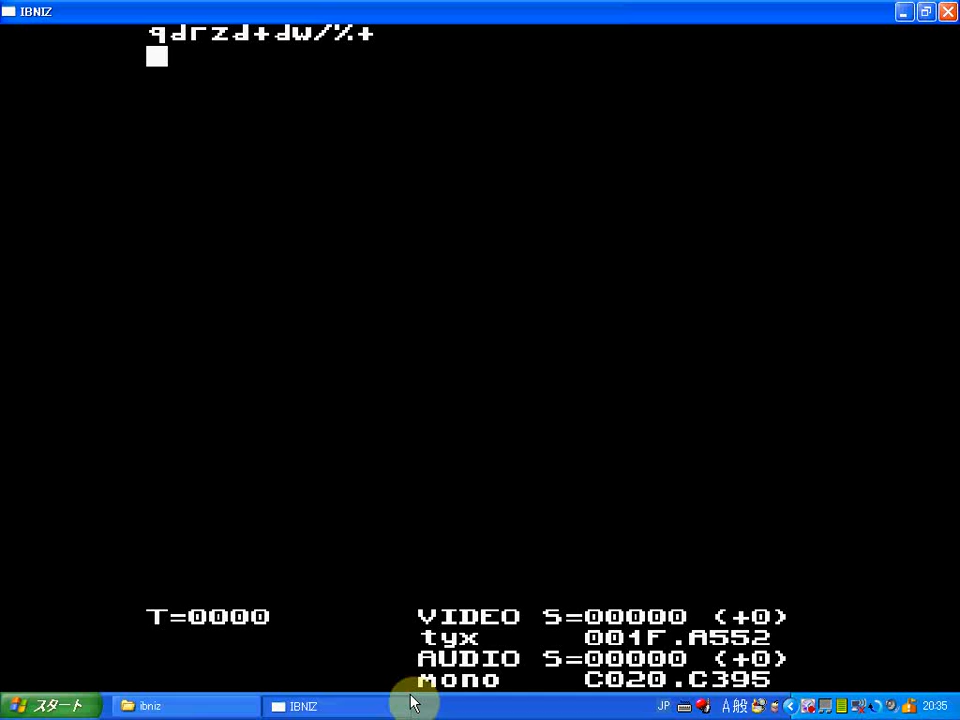 IBNIZ
qdrzd+dw/%+
T=0000
VIDEO S=00000 (+0)
tyx 001F.A552
AUDIO S=00000 (+0)
mono C020.C395
スタート
ibniz
IBNIZ
JP
A般
20:35